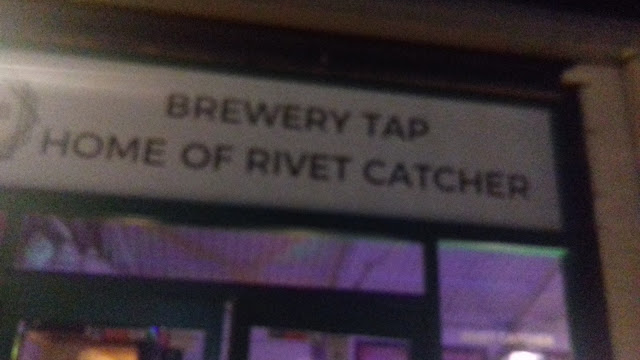 BREWERY TAP
HOME OF RIVET CATCHER